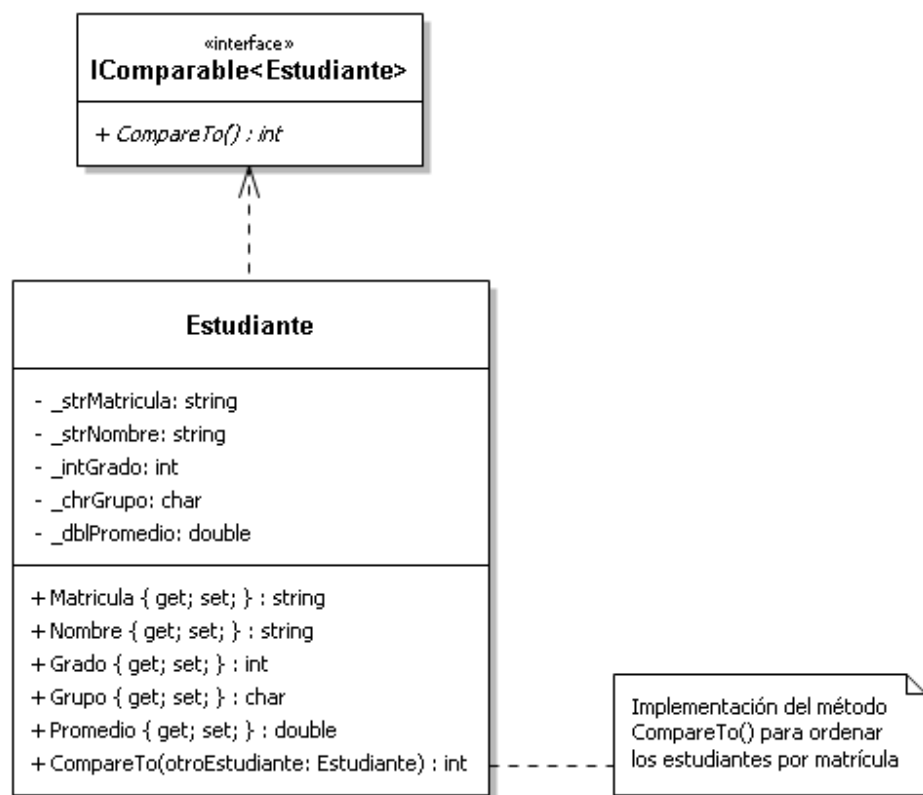 «interface»
IComparable<Estudiante>
+ CompareTo() : int
Estudiante
- _strMatricula: string
- _strNombre: string
- _intGrado: int
- _chrGrupo: char
- _dblPromedio: double
+ Matricula { get; set; } : string
+ Nombre { get; set; } : string
+ Grado { get; set; } : int
+ Grupo { get; set; } : char
+ Promedio { get; set; } : double
+ CompareTo(otroEstudiante: Estudiante) : int
Implementación del método
CompareTo() para ordenar
los estudiantes por matrícula